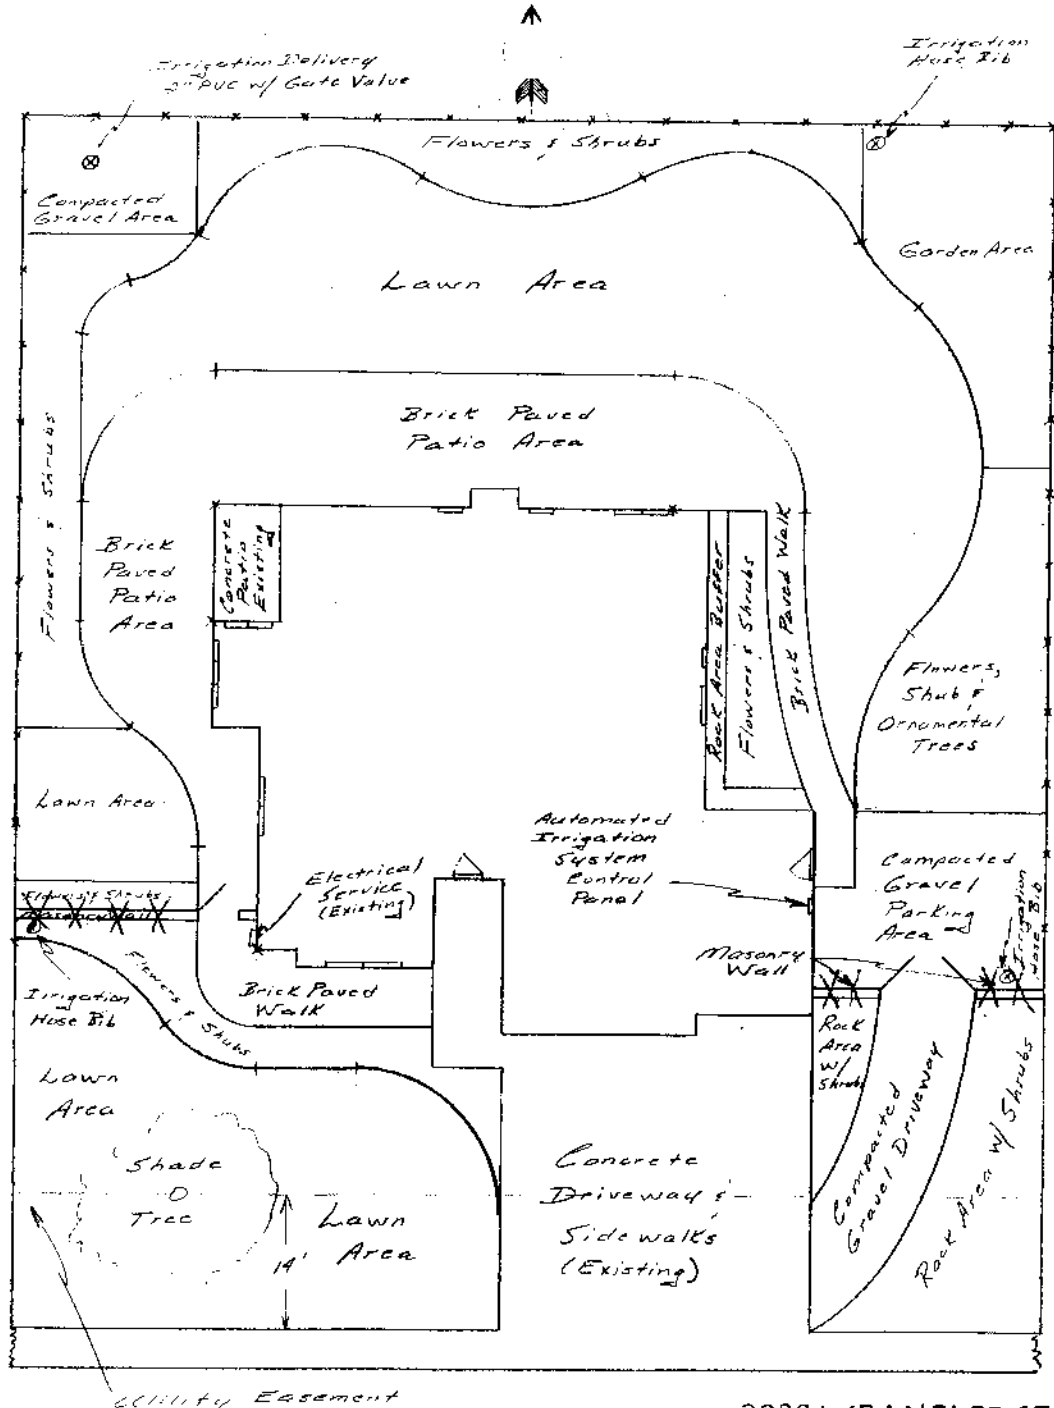 Irrigation Delivery
2" PVC w/ Gate Valve
Irrigation
Hose Bib
Flowers & Shrubs
Compacted
Gravel Area
Garden Area
Lawn Area
Brick Paved
Patio Area
Flowers & Shrubs
Brick
Paved
Patio
Area
Concrete
Patio
Existing
Rock Area Buffer
Flowers & Shrubs
Brick Paved Walk
Flowers,
Shub &
Ornamental
Trees
Lawn Area
Automated
Irrigation
System
Control
Panel
Compacted
Gravel
Parking
Area
Irrigation
Hose Bib
Electrical
Service
(Existing)
Flowers & Shrubs
Masonry Wall
Masonry
Wall
Flowers & Shubs
Irrigation
Hose Bib
Brick Paved
Walk
Rock
Area
w/
Shrubs
Lawn
Area
Compacted
Gravel Driveway
Rock Area w/ Shrubs
Shade
Tree
Lawn
Area
14'
Concrete
Driveway &
Sidewalks
(Existing)
Utility Easement